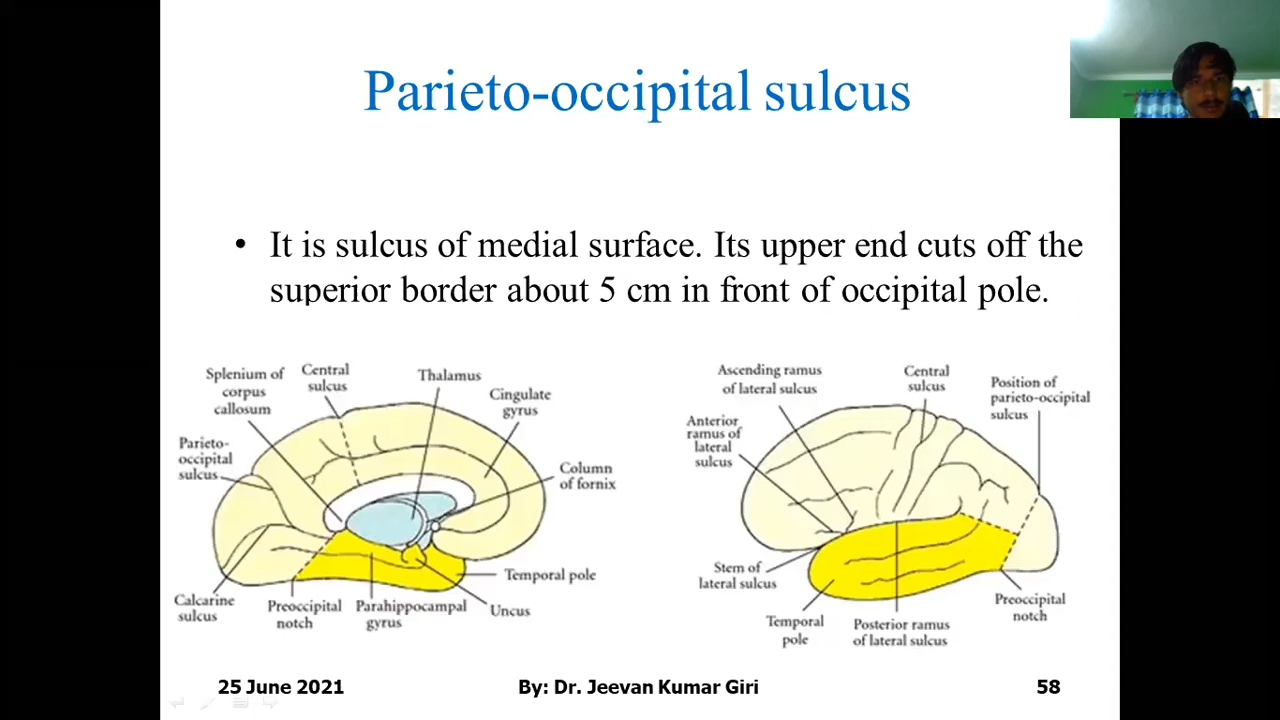 Parieto-occipital sulcus
• It is sulcus of medial surface. Its upper end cuts off the
superior border about 5 cm in front of occipital pole.
Splenium of
corpus
callosum
Central
sulcus
Thalamus
Cingulate
gyrus
Parieto-
occipital
sulcus
Column
of fornix
Temporal pole
Calcarine
sulcus
Preoccipital
notch
Parahippocampal
gyrus
Uncus
Ascending ramus
of lateral sulcus
Central
sulcus
Position of
parieto-occipital
sulcus
Anterior
ramus of
lateral
sulcus
Stem of
lateral sulcus
Temporal
pole
Posterior ramus
of lateral sulcus
Preoccipital
notch
25 June 2021
By: Dr. Jeevan Kumar Giri
58